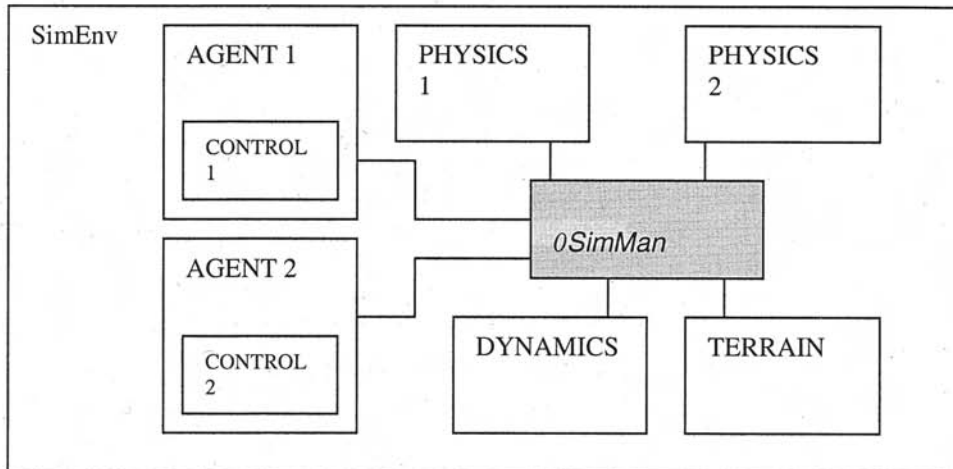 SimEnv
AGENT 1
CONTROL
1
PHYSICS
1
PHYSICS
2
0SimMan
AGENT 2
CONTROL
2
DYNAMICS
TERRAIN